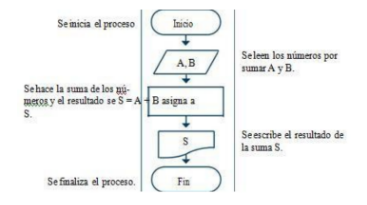 Se inicia el proceso
Inicio
A, B
Se leen los números por
sumar A y B.
Se hace la suma de los nú-
meros y el resultado se S = A + B asigna a
S.
S
Se escribe el resultado de
la suma S.
Se finaliza el proceso.
Fin